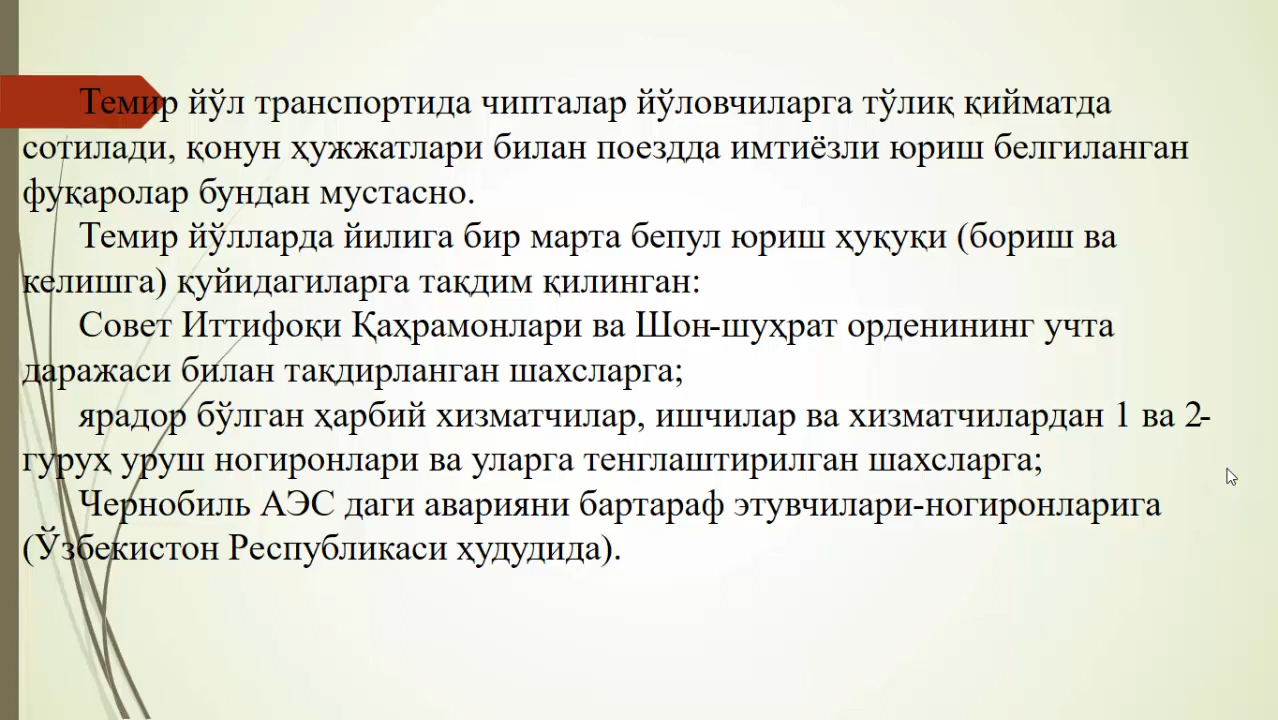 Темир йўл транспортида чипталар йўловчиларга тўлиқ қийматда
сотилади, қонун ҳужжатлари билан поездда имтиёзли юриш белгиланган
фуқаролар бундан мустасно.
Темир йўлларда йилига бир марта бепул юриш ҳуқуқи (бориш ва
келишга) қуйидагиларга тақдим қилинган:
Совет Иттифоқи Қаҳрамонлари ва Шон-шуҳрат орденининг учта
даражаси билан тақдирланган шахсларга;
ярадор бўлган ҳарбий хизматчилар, ишчилар ва хизматчилардан 1 ва 2-
гуруҳ уруш ногиронлари ва уларга тенглаштирилган шахсларга;
Чернобиль АЭС даги аварияни бартараф этувчилари-ногиронларига
(Ўзбекистон Республикаси ҳудудида).